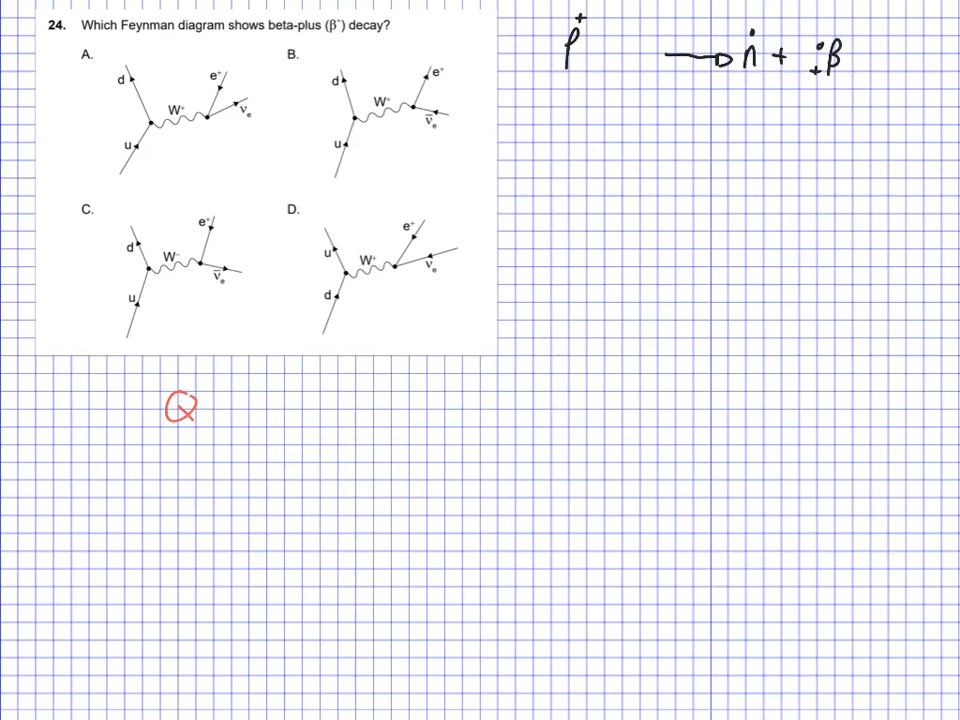 24. Which Feynman diagram shows beta-plus (β⁺) decay?
A.
d
e⁺
W⁺
νₑ
u
B.
d
e⁺
W⁺
ν̅ₑ
u
C.
d
e⁺
W⁻
ν̅ₑ
u
D.
u
e⁺
W⁺
νₑ
d
Q